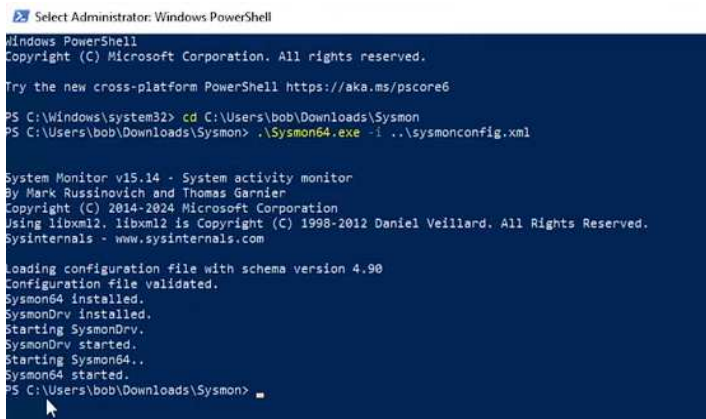 Select Administrator: Windows PowerShell
Windows PowerShell
Copyright (C) Microsoft Corporation. All rights reserved.
Try the new cross-platform PowerShell https://aka.ms/pscore6
PS C:\Windows\system32> cd C:\Users\bob\Downloads\Sysmon
PS C:\Users\bob\Downloads\Sysmon> .\Sysmon64.exe -i ..\sysmonconfig.xml
System Monitor v15.14 - System activity monitor
By Mark Russinovich and Thomas Garnier
Copyright (C) 2014-2024 Microsoft Corporation
Using libxml2. libxml2 is Copyright (C) 1998-2012 Daniel Veillard. All Rights Reserved.
Sysinternals - www.sysinternals.com
Loading configuration file with schema version 4.90
Configuration file validated.
Sysmon64 installed.
SysmonDrv installed.
Starting SysmonDrv.
SysmonDrv started.
Starting Sysmon64..
Sysmon64 started.
PS C:\Users\bob\Downloads\Sysmon>